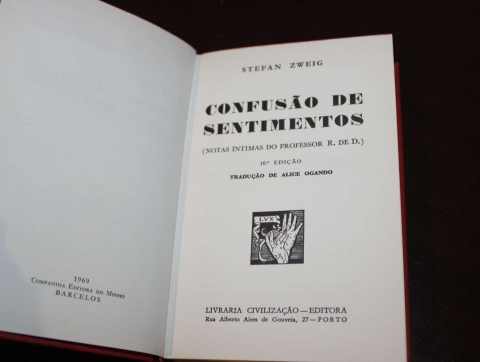 1969
COMPANHIA EDITORA DO MINHO
BARCELOS
STEFAN ZWEIG
CONFUSÃO DE
SENTIMENTOS
(NOTAS ÍNTIMAS DO PROFESSOR R. DE D.)
10.ª EDIÇÃO
TRADUÇÃO DE ALICE OGANDO
LVX
LIVRARIA CIVILIZAÇÃO—EDITORA
Rua Alberto Aires de Gouveia, 27—PORTO